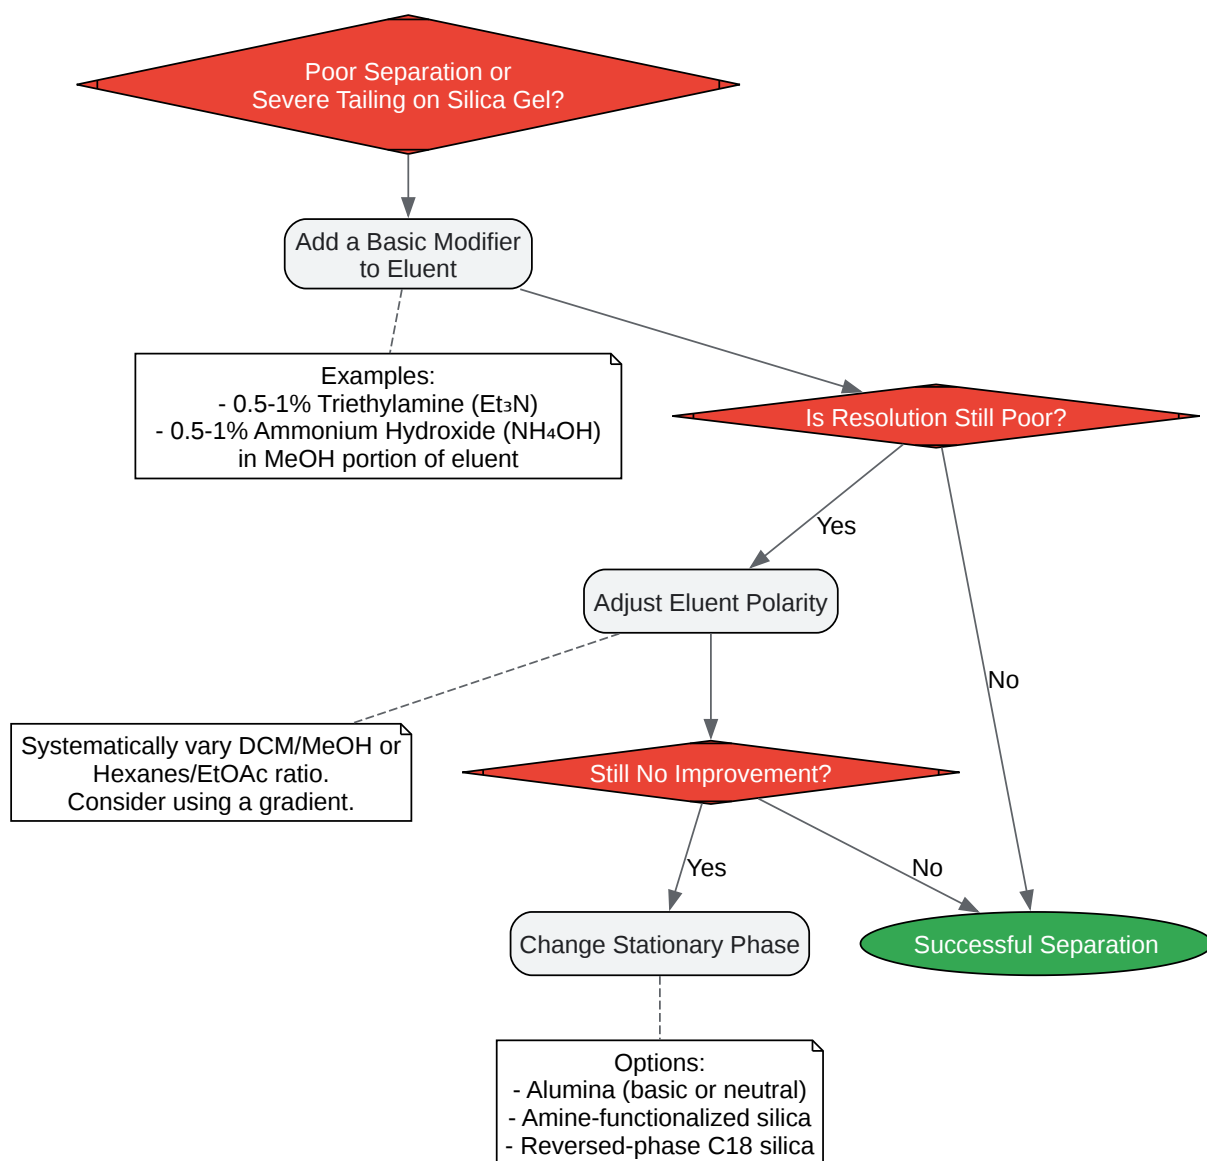 Poor Separation or
Severe Tailing on Silica Gel?
Add a Basic Modifier
to Eluent
Examples:
- 0.5-1% Triethylamine (Et₃N)
- 0.5-1% Ammonium Hydroxide (NH₄OH)
in MeOH portion of eluent
Is Resolution Still Poor?
Yes
Adjust Eluent Polarity
No
Systematically vary DCM/MeOH or
Hexanes/EtOAc ratio.
Consider using a gradient.
Still No Improvement?
Yes
No
Change Stationary Phase
Successful Separation
Options:
- Alumina (basic or neutral)
- Amine-functionalized silica
- Reversed-phase C18 silica